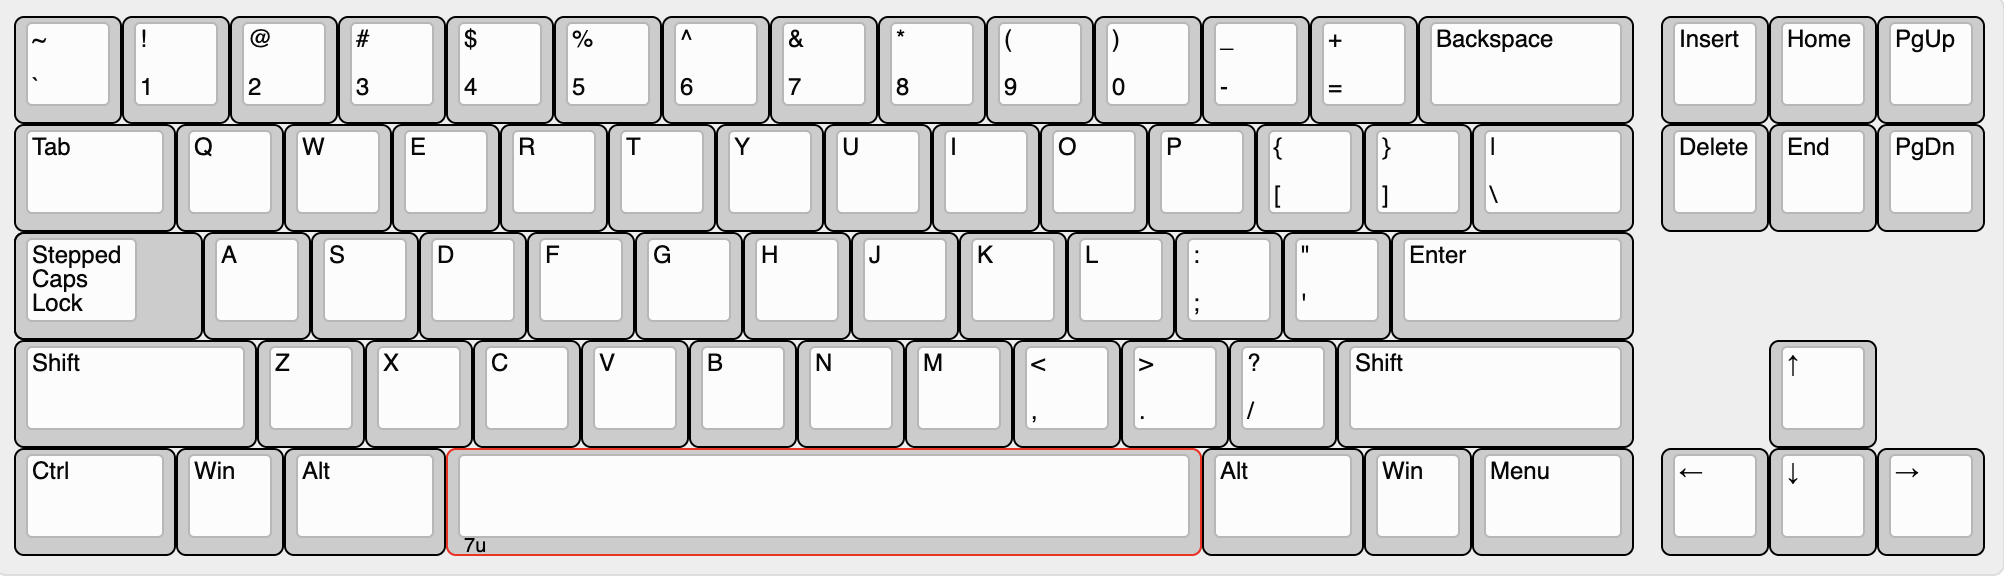 ~ ! @ # $ % ^ & * ( ) _ + Backspace Insert Home PgUp
` 1 2 3 4 5 6 7 8 9 0 - =
Tab Q W E R T Y U I O P { } | Delete End PgDn
[ ] \
Stepped A S D F G H J K L : " Enter
Caps
Lock ; '
Shift Z X C V B N M < > ? Shift ↑
, . /
Ctrl Win Alt Alt Win Menu ← ↓ →
7u